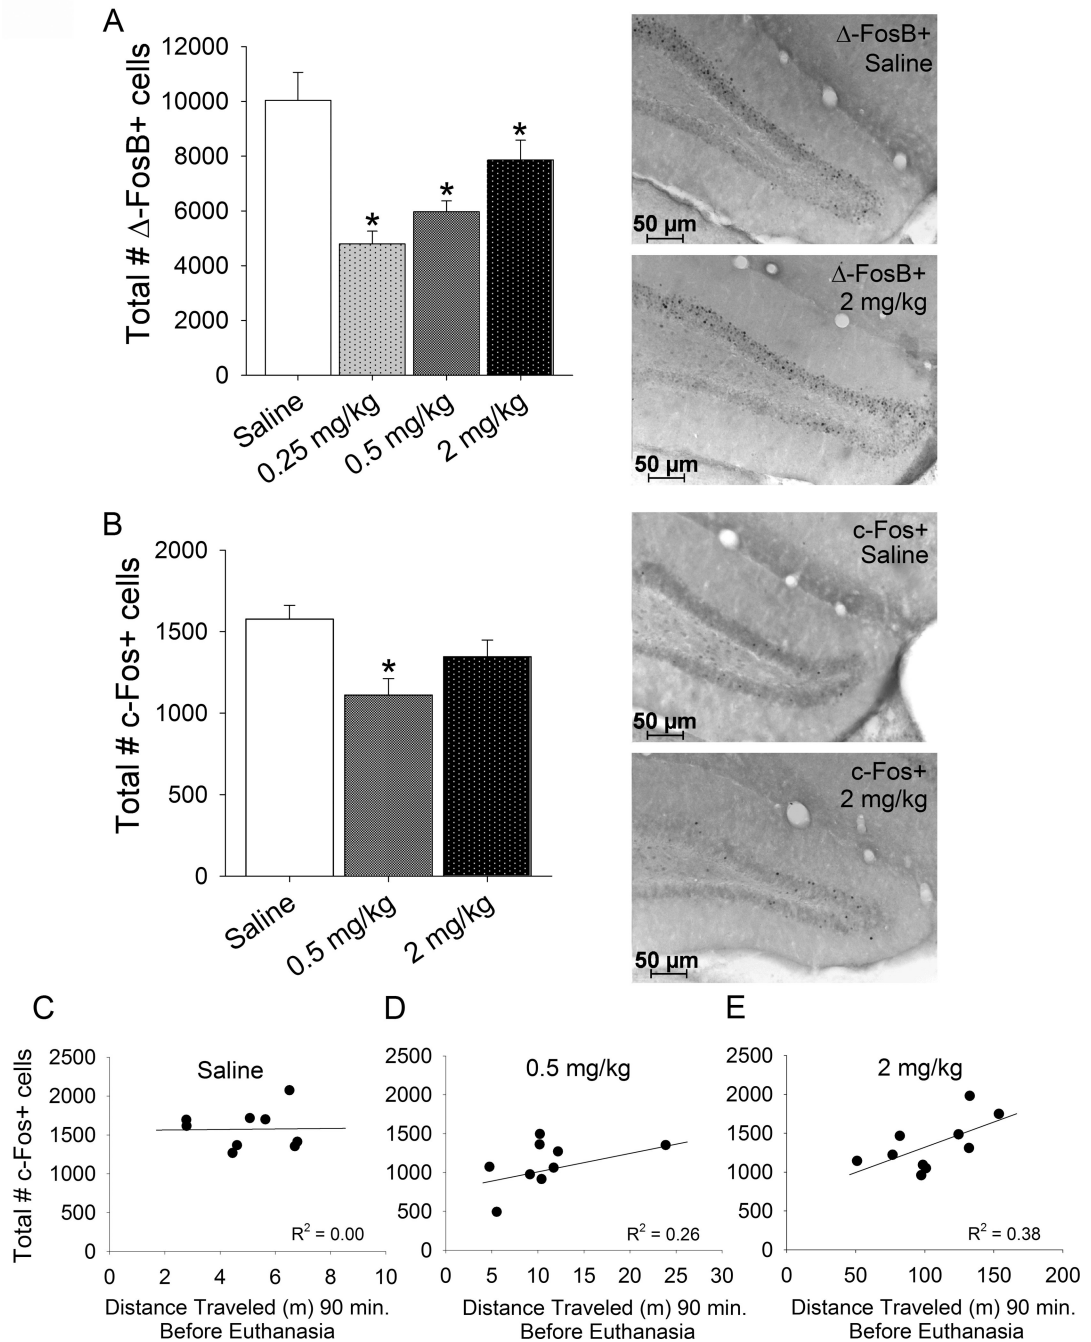 A
Total # Δ-FosB+ cells
12000
10000
8000
6000
4000
2000
0
*
*
*
Saline
0.25 mg/kg
0.5 mg/kg
2 mg/kg
Δ-FosB+
Saline
50 µm
Δ-FosB+
2 mg/kg
50 µm
B
Total # c-Fos+ cells
2000
1500
1000
500
0
*
Saline
0.5 mg/kg
2 mg/kg
c-Fos+
Saline
50 µm
c-Fos+
2 mg/kg
50 µm
C
Total # c-Fos+ cells
2500
2000
1500
1000
500
0
Saline
R² = 0.00
0 2 4 6 8 10
Distance Traveled (m) 90 min.
Before Euthanasia
D
2500
2000
1500
1000
500
0
0.5 mg/kg
R² = 0.26
0 5 10 15 20 25 30
Distance Traveled (m) 90 min.
Before Euthanasia
E
2500
2000
1500
1000
500
0
2 mg/kg
R² = 0.38
0 50 100 150 200
Distance Traveled (m) 90 min.
Before Euthanasia